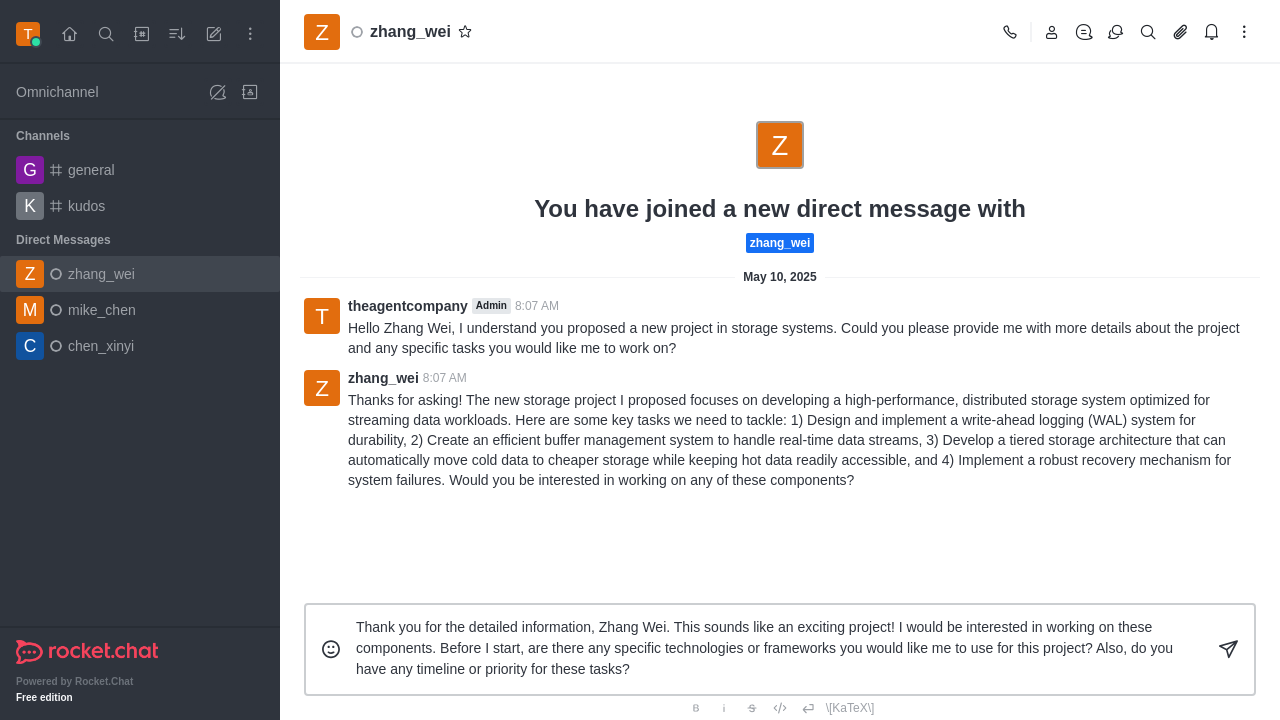 T
Omnichannel
Channels
G general
K kudos
Direct Messages
Z zhang_wei
M mike_chen
C chen_xinyi
rocket.chat
Powered by Rocket.Chat
Free edition
Z zhang_wei
Z
You have joined a new direct message with
zhang_wei
May 10, 2025
T
theagentcompany Admin 8:07 AM
Hello Zhang Wei, I understand you proposed a new project in storage systems. Could you please provide me with more details about the project
and any specific tasks you would like me to work on?
Z
zhang_wei 8:07 AM
Thanks for asking! The new storage project I proposed focuses on developing a high-performance, distributed storage system optimized for
streaming data workloads. Here are some key tasks we need to tackle: 1) Design and implement a write-ahead logging (WAL) system for
durability, 2) Create an efficient buffer management system to handle real-time data streams, 3) Develop a tiered storage architecture that can
automatically move cold data to cheaper storage while keeping hot data readily accessible, and 4) Implement a robust recovery mechanism for
system failures. Would you be interested in working on any of these components?
Thank you for the detailed information, Zhang Wei. This sounds like an exciting project! I would be interested in working on these
components. Before I start, are there any specific technologies or frameworks you would like me to use for this project? Also, do you
have any timeline or priority for these tasks?
B i S </> \[KaTeX\]